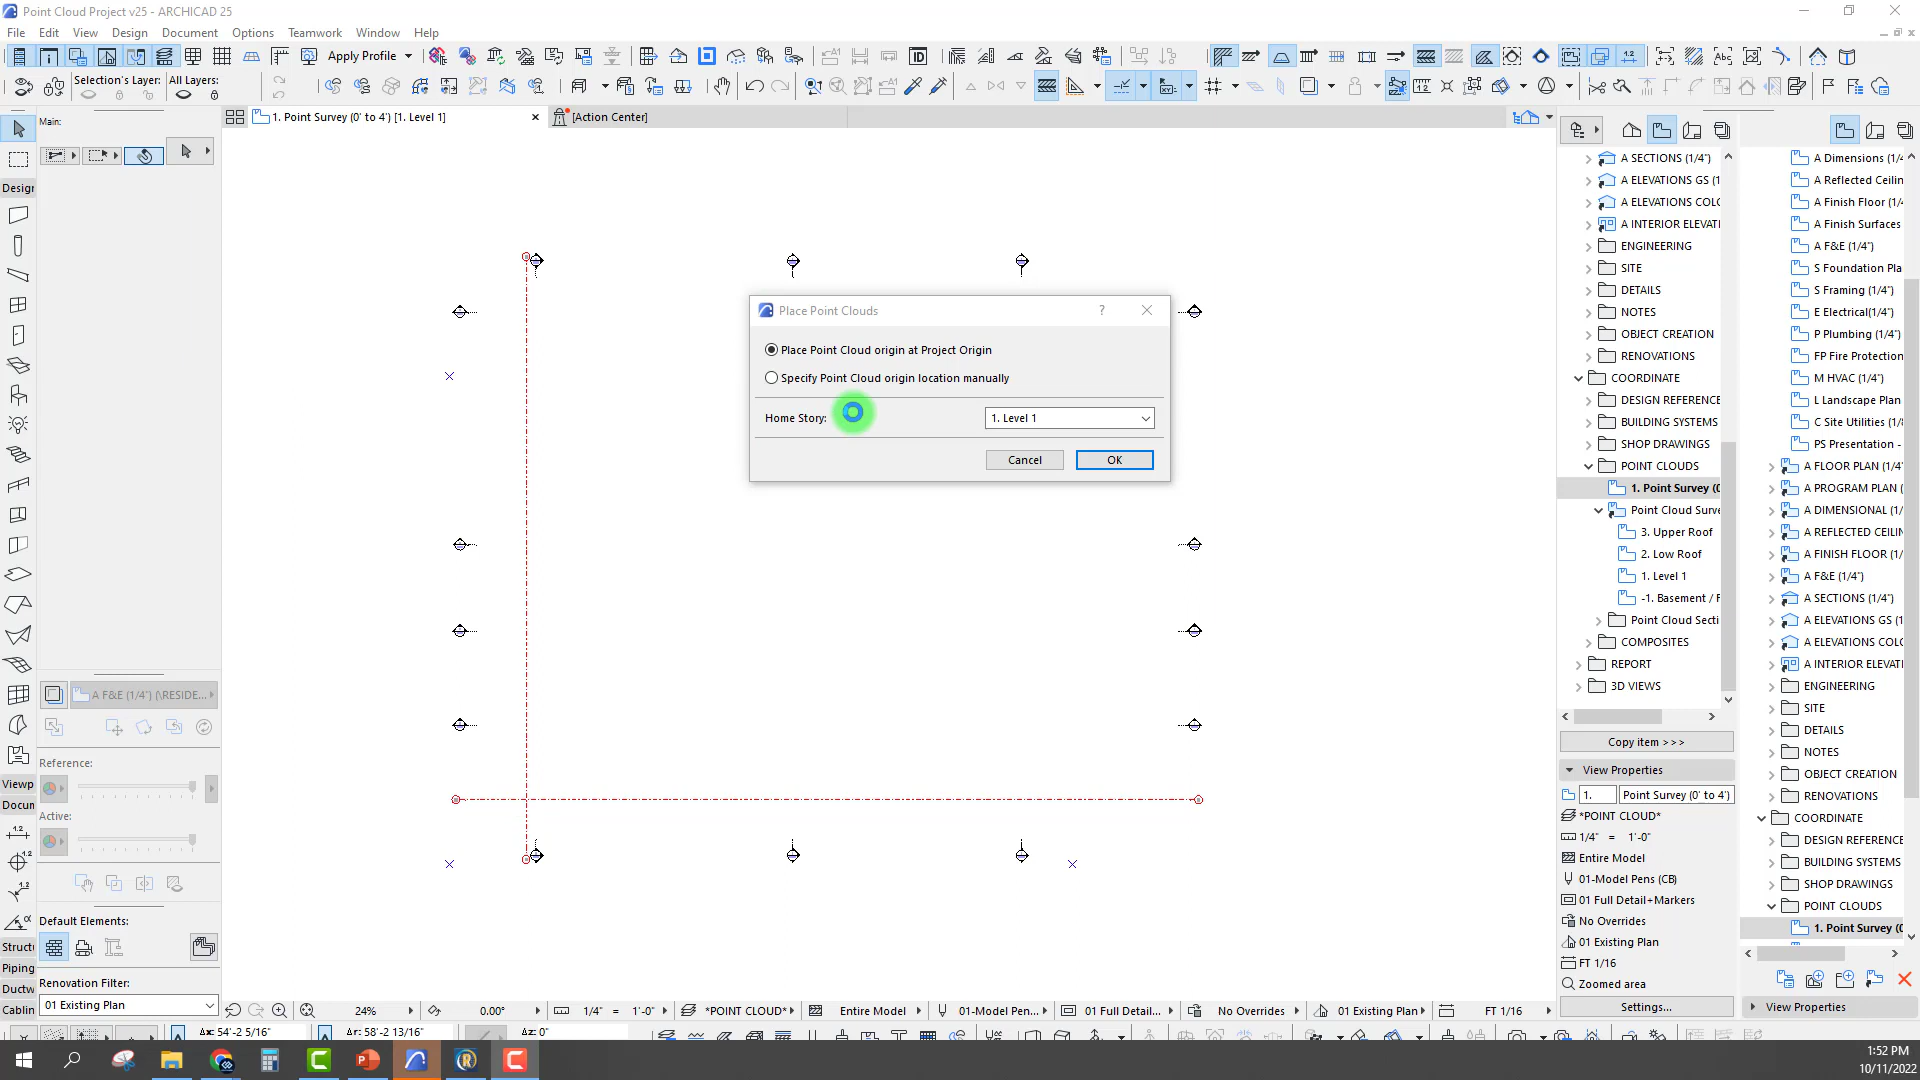 Point Cloud Project v25 - ARCHICAD 25
File Edit View Design Document Options Teamwork Window Help
Apply Profile
Selection's Layer: All Layers:
1. Point Survey (0' to 4') [1. Level 1]
[Action Center]
Main:
Design
Viewp
Docum
Struct
Piping
Ductw
Cablin
A F&E (1/4") (\RESIDE...
Reference:
Active:
Default Elements:
Renovation Filter:
01 Existing Plan
Place Point Clouds
Place Point Cloud origin at Project Origin
Specify Point Cloud origin location manually
Home Story:
1. Level 1
Cancel
OK
A SECTIONS (1/4")
A ELEVATIONS GS (1
A ELEVATIONS COLO
A INTERIOR ELEVATI
ENGINEERING
SITE
DETAILS
NOTES
OBJECT CREATION
RENOVATIONS
COORDINATE
DESIGN REFERENCE
BUILDING SYSTEMS
SHOP DRAWINGS
POINT CLOUDS
1. Point Survey (0
Point Cloud Surve
3. Upper Roof
2. Low Roof
1. Level 1
-1. Basement / F
Point Cloud Secti
COMPOSITES
REPORT
3D VIEWS
Copy item >>>
View Properties
1. Point Survey (0' to 4')
*POINT CLOUD*
1/4" = 1'-0"
Entire Model
01-Model Pens (CB)
01 Full Detail+Markers
No Overrides
01 Existing Plan
FT 1/16
Zoomed area
Settings...
A Dimensions (1/4
A Reflected Ceilin
A Finish Floor (1/4
A Finish Surfaces
A F&E (1/4")
S Foundation Pla
S Framing (1/4")
E Electrical(1/4")
P Plumbing (1/4")
FP Fire Protection
M HVAC (1/4")
L Landscape Plan
C Site Utilities (1/8
PS Presentation -
A FLOOR PLAN (1/4"
A PROGRAM PLAN (
A DIMENSIONAL (1/
A REFLECTED CEILIN
A FINISH FLOOR (1/4
A F&E (1/4")
A SECTIONS (1/4")
A ELEVATIONS GS (1
A ELEVATIONS COLO
A INTERIOR ELEVATI
ENGINEERING
SITE
DETAILS
NOTES
OBJECT CREATION
RENOVATIONS
COORDINATE
DESIGN REFERENCE
BUILDING SYSTEMS
SHOP DRAWINGS
POINT CLOUDS
1. Point Survey (0
View Properties
24% 0.00° 1/4" = 1'-0" *POINT CLOUD* Entire Model 01-Model Pen... 01 Full Detail... No Overrides 01 Existing Plan FT 1/16
Δx: 54'-2 5/16" Δr: 58'-2 13/16" Δz: 0"
1:52 PM
10/11/2022